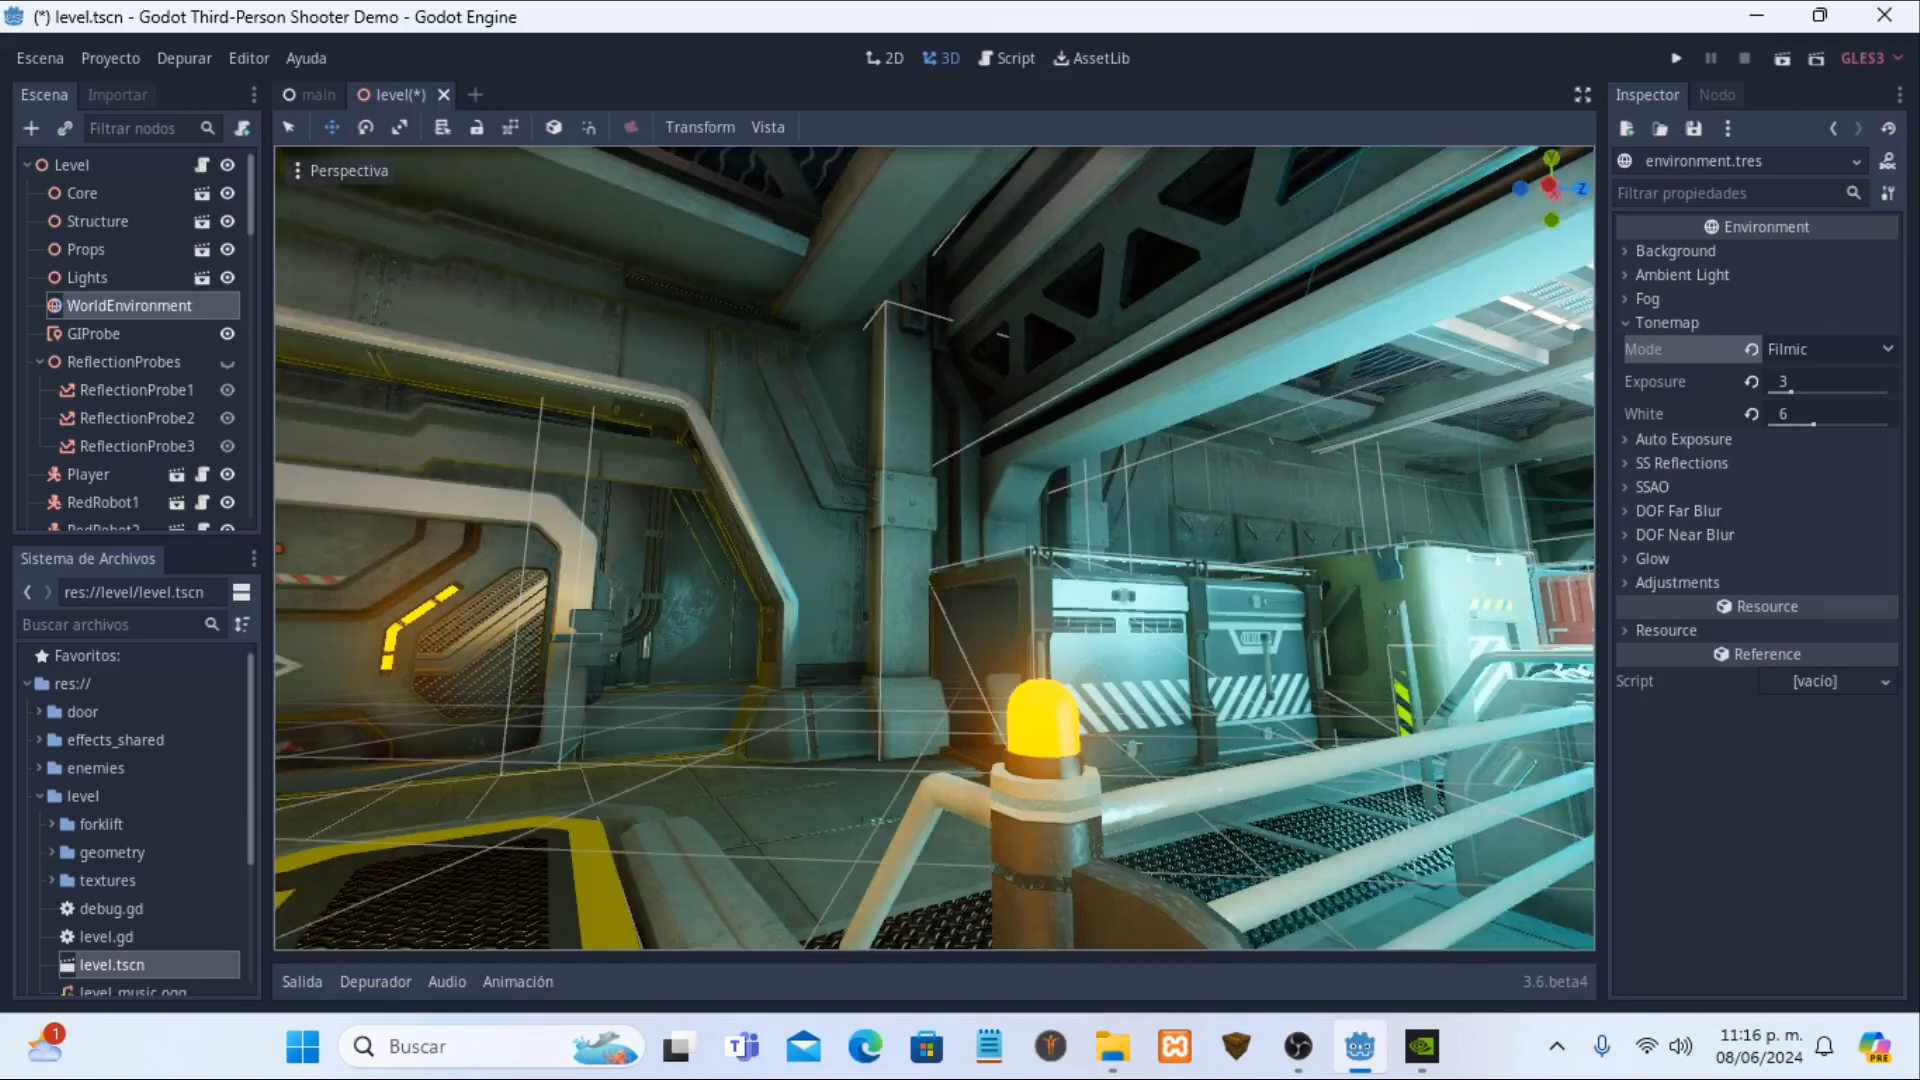 (*) level.tscn - Godot Third-Person Shooter Demo - Godot Engine
Escena Proyecto Depurar Editor Ayuda
2D 3D Script AssetLib
GLES3
Escena Importar
Filtrar nodos
Level
Core
Structure
Props
Lights
WorldEnvironment
GIProbe
ReflectionProbes
ReflectionProbe1
ReflectionProbe2
ReflectionProbe3
Player
RedRobot1
RedRobot2
Sistema de Archivos
res://level/level.tscn
Buscar archivos
Favoritos:
res://
door
effects_shared
enemies
level
forklift
geometry
textures
debug.gd
level.gd
level.tscn
level_music.ogg
main level(*)
Transform Vista
Perspectiva
Y
Z
Salida Depurador Audio Animación
3.6.beta4
Inspector Nodo
environment.tres
Filtrar propiedades
Environment
Background
Ambient Light
Fog
Tonemap
Mode Filmic
Exposure 3
White 6
Auto Exposure
SS Reflections
SSAO
DOF Far Blur
DOF Near Blur
Glow
Adjustments
Resource
Resource
Reference
Script [vacío]
1
Buscar
11:16 p. m.
08/06/2024
PRE